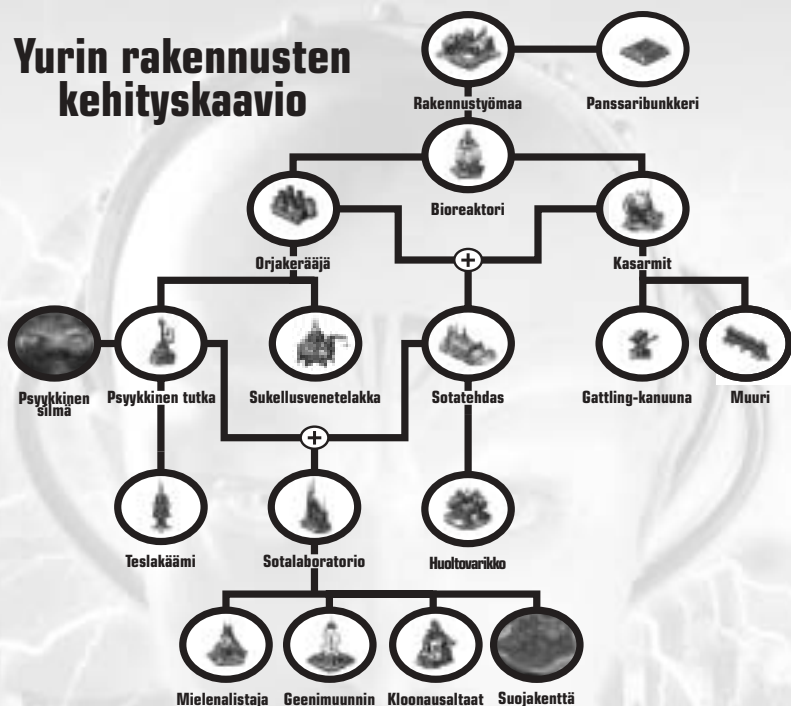 Yurin rakennusten
kehityskaavio
Rakennustyömaa
Panssaribunkkeri
Bioreaktori
Orjakerääjä
Kasarmit
+
Psyykkinen
silmä
Psyykkinen tutka
Sukellusvenetelakka
Sotatehdas
Gattling-kanuuna
Muuri
+
Teslakäämi
Sotalaboratorio
Huoltovarikko
Mielenalistaja
Geenimuunnin
Kloonausaltaat
Suojakenttä